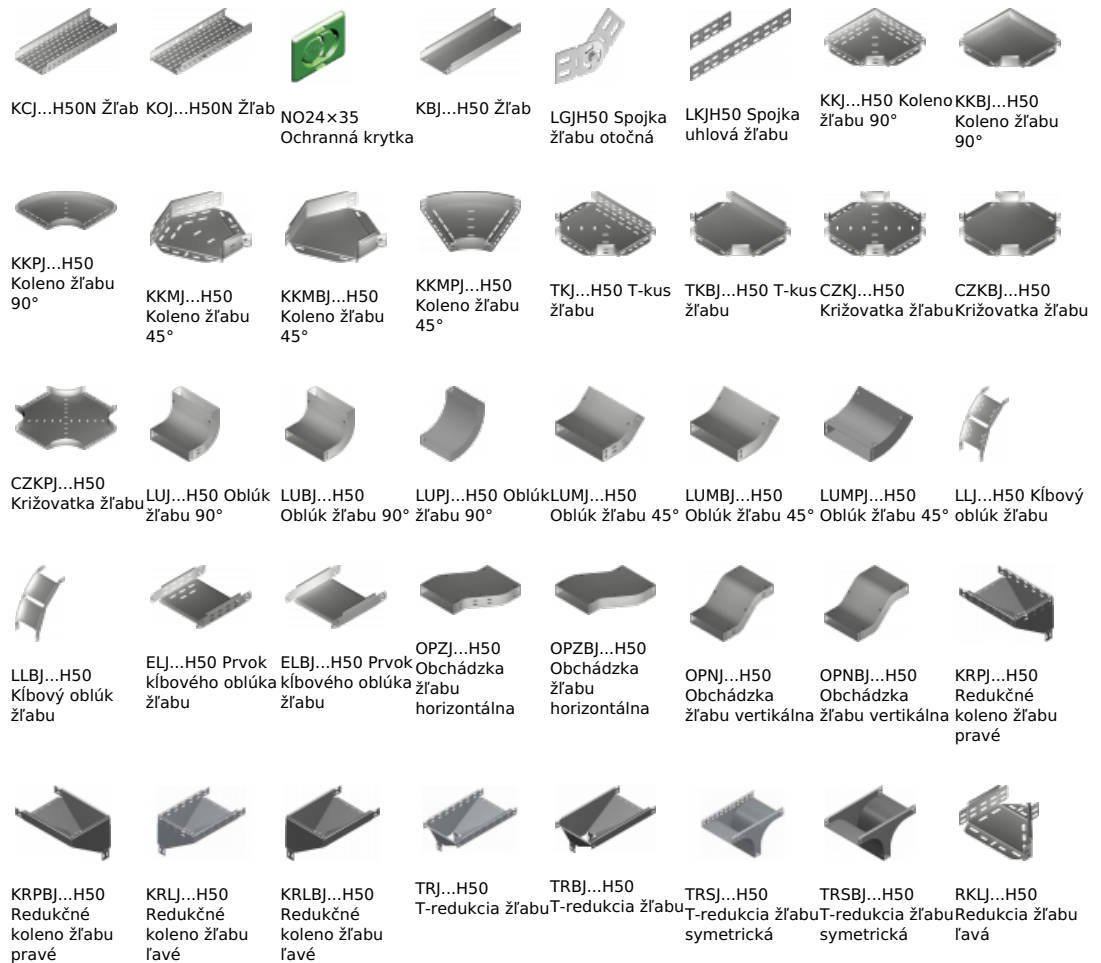 KCJ...H50N Žľab
KOJ...H50N Žľab
NO24×35
Ochranná krytka
KBJ...H50 Žľab
LGJH50 Spojka
žľabu otočná
LKJH50 Spojka
uhlová žľabu
KKJ...H50 Koleno
žľabu 90°
KKBJ...H50
Koleno žľabu
90°
KKPJ...H50
Koleno žľabu
90°
KKMJ...H50
Koleno žľabu
45°
KKMBJ...H50
Koleno žľabu
45°
KKMPJ...H50
Koleno žľabu
45°
TKJ...H50 T-kus
žľabu
TKBJ...H50 T-kus
žľabu
CZKJ...H50
Križovatka žľabu
CZKBJ...H50
Križovatka žľabu
CZKPJ...H50
Križovatka žľabu
LUJ...H50 Oblúk
žľabu 90°
LUBJ...H50
Oblúk žľabu 90°
LUPJ...H50 Oblúk
žľabu 90°
LUMJ...H50
Oblúk žľabu 45°
LUMBJ...H50
Oblúk žľabu 45°
LUMPJ...H50
Oblúk žľabu 45°
LLJ...H50 Kĺbový
oblúk žľabu
LLBJ...H50
Kĺbový oblúk
žľabu
ELJ...H50 Prvok
kĺbového oblúka
žľabu
ELBJ...H50 Prvok
kĺbového oblúka
žľabu
OPZJ...H50
Obchádzka
žľabu
horizontálna
OPZBJ...H50
Obchádzka
žľabu
horizontálna
OPNJ...H50
Obchádzka
žľabu vertikálna
OPNBJ...H50
Obchádzka
žľabu vertikálna
KRPJ...H50
Redukčné
koleno žľabu
pravé
KRPBJ...H50
Redukčné
koleno žľabu
pravé
KRLJ...H50
Redukčné
koleno žľabu
ľavé
KRLBJ...H50
Redukčné
koleno žľabu
ľavé
TRJ...H50
T-redukcia žľabu
TRBJ...H50
T-redukcia žľabu
TRSJ...H50
T-redukcia žľabu
symetrická
TRSBJ...H50
T-redukcia žľabu
symetrická
RKLJ...H50
Redukcia žľabu
ľavá